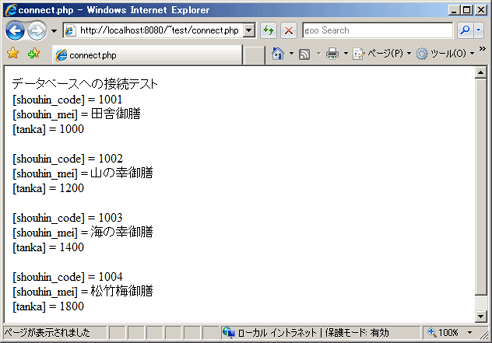 connect.php - Windows Internet Explorer
http://localhost:8080/~test/connect.php
goo Search
connect.php
ページ(P)
ツール(O)
データベースへの接続テスト
[shouhin_code] = 1001
[shouhin_mei] = 田舎御膳
[tanka] = 1000
[shouhin_code] = 1002
[shouhin_mei] = 山の幸御膳
[tanka] = 1200
[shouhin_code] = 1003
[shouhin_mei] = 海の幸御膳
[tanka] = 1400
[shouhin_code] = 1004
[shouhin_mei] = 松竹梅御膳
[tanka] = 1800
ページが表示されました
ローカル イントラネット | 保護モード: 有効
100%